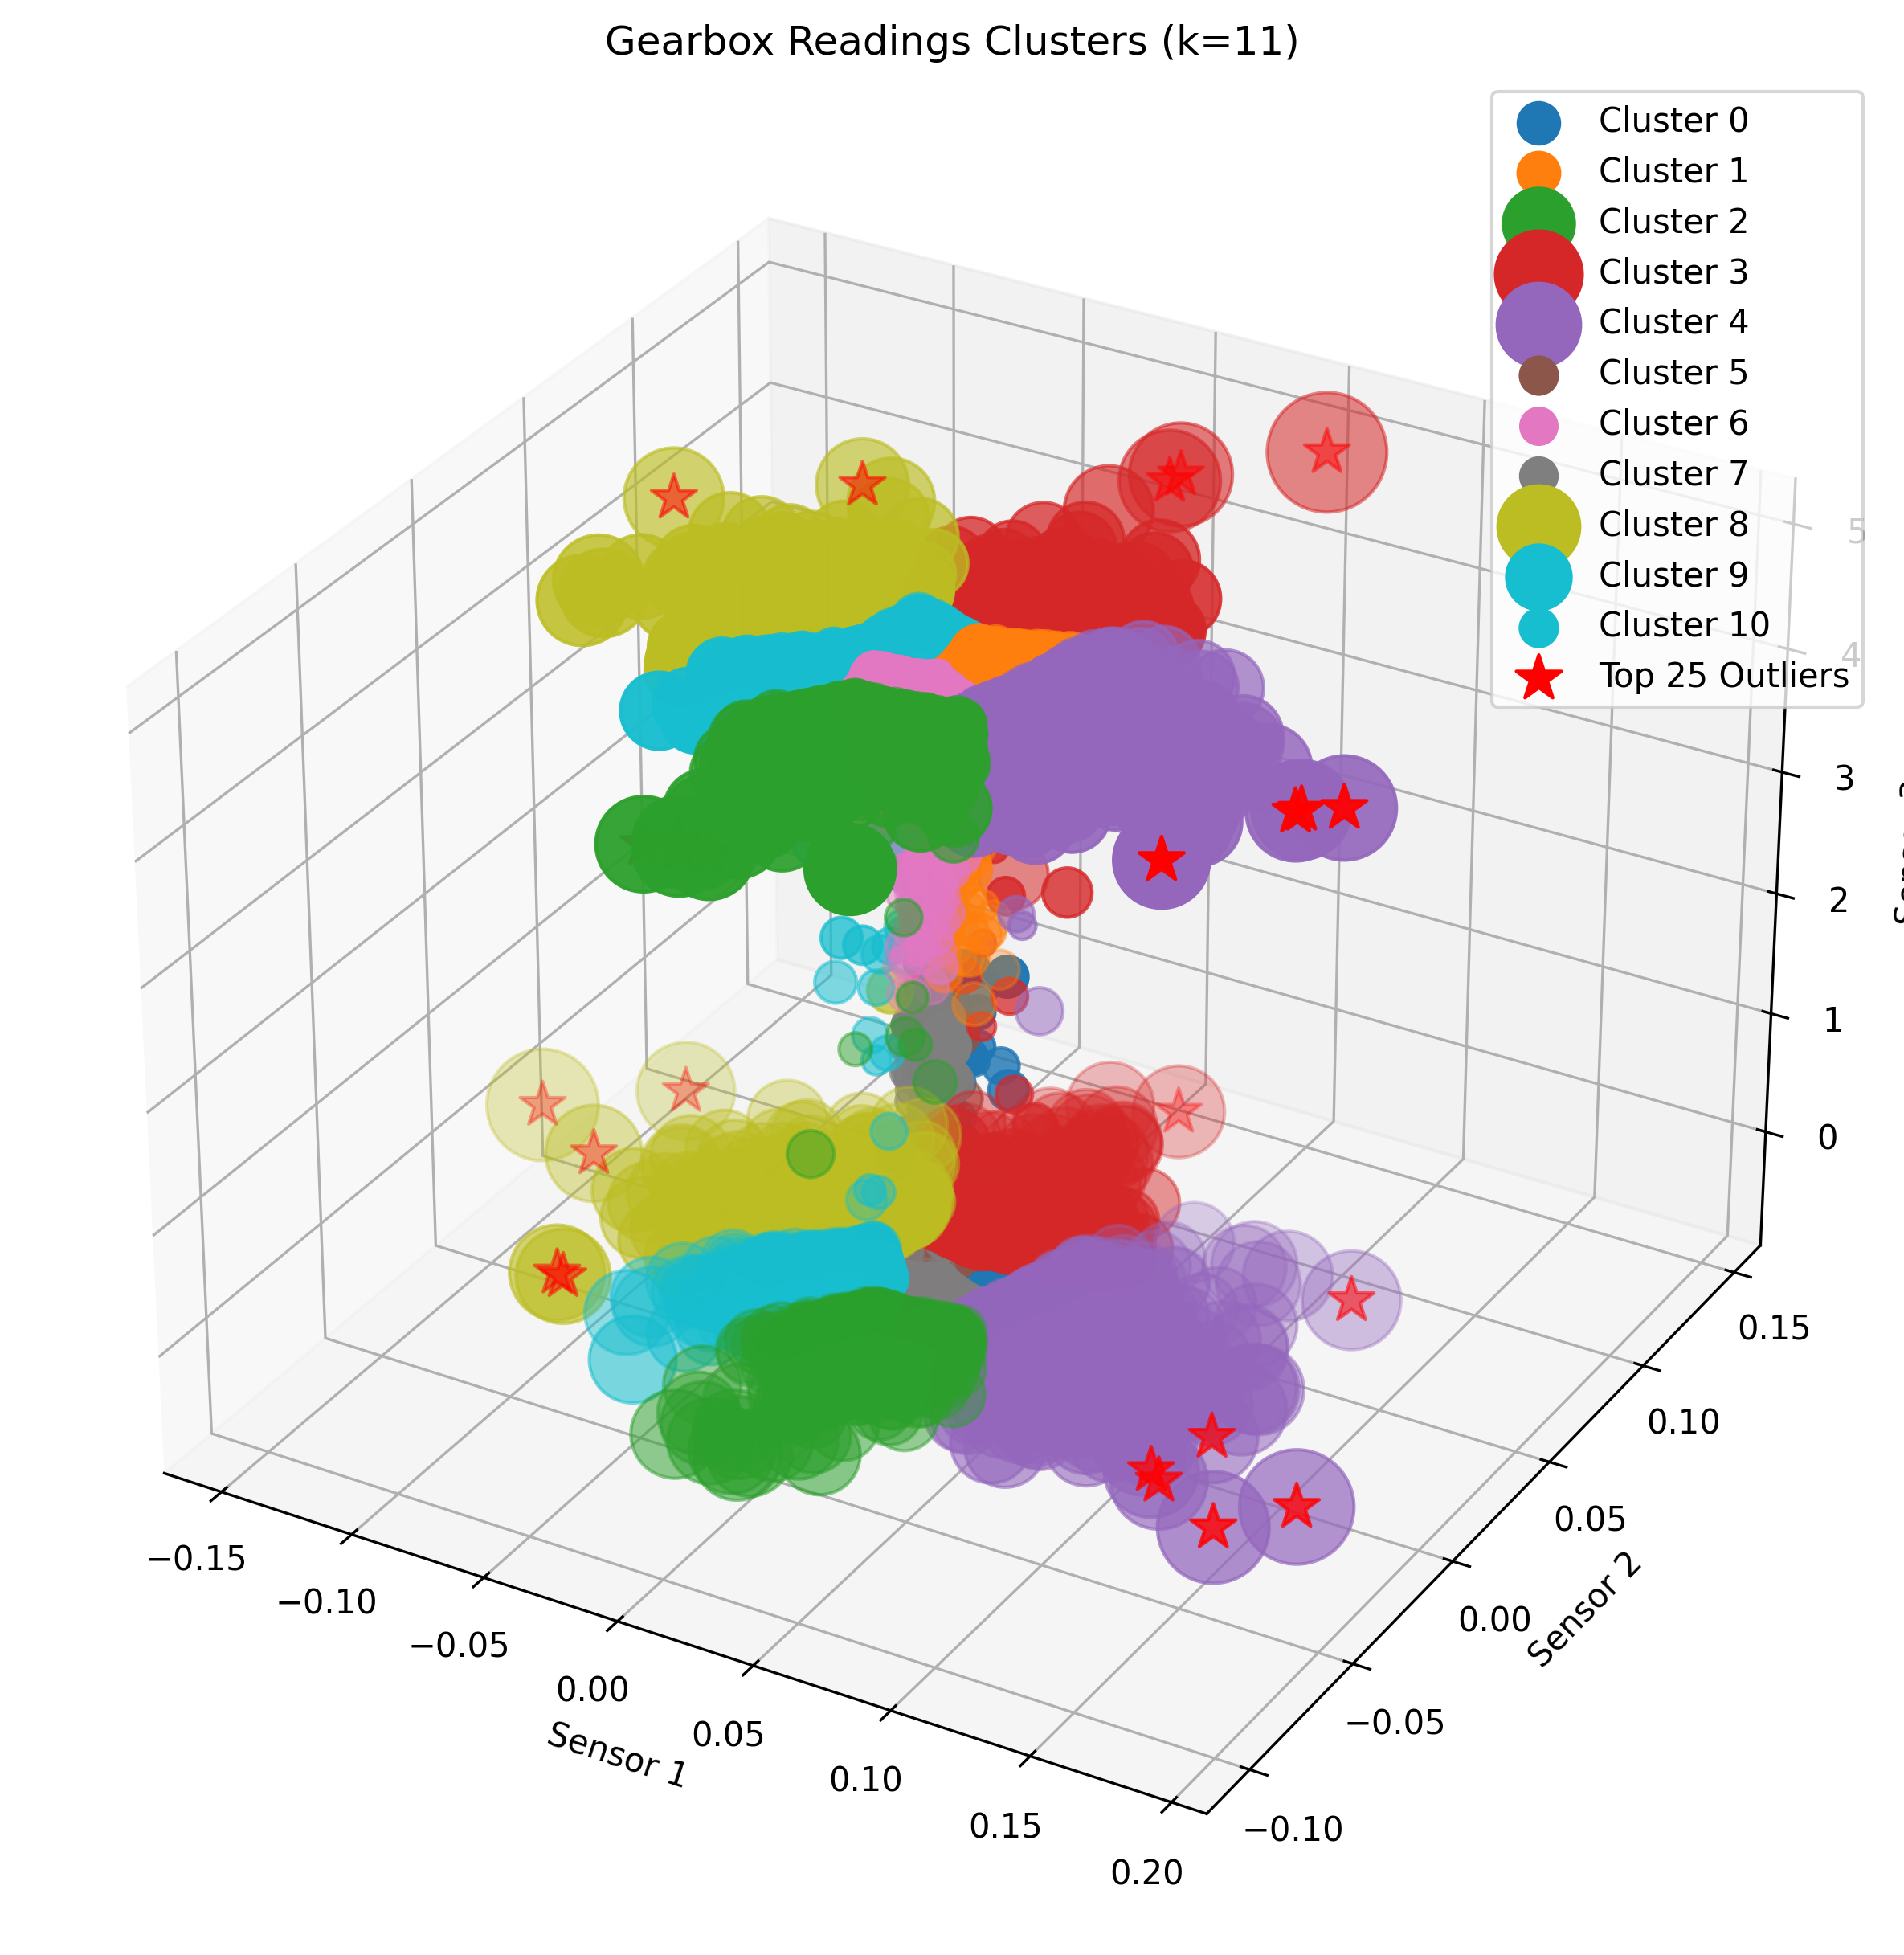 Gearbox Readings Clusters (k=11)
Cluster 0
Cluster 1
Cluster 2
Cluster 3
Cluster 4
Cluster 5
Cluster 6
Cluster 7
Cluster 8
Cluster 9
Cluster 10
Top 25 Outliers
5
4
3
2
1
0
0.15
0.10
0.05
0.00
−0.05
−0.10
Sensor 2
−0.15
−0.10
−0.05
0.00
0.05
0.10
0.15
0.20
Sensor 1